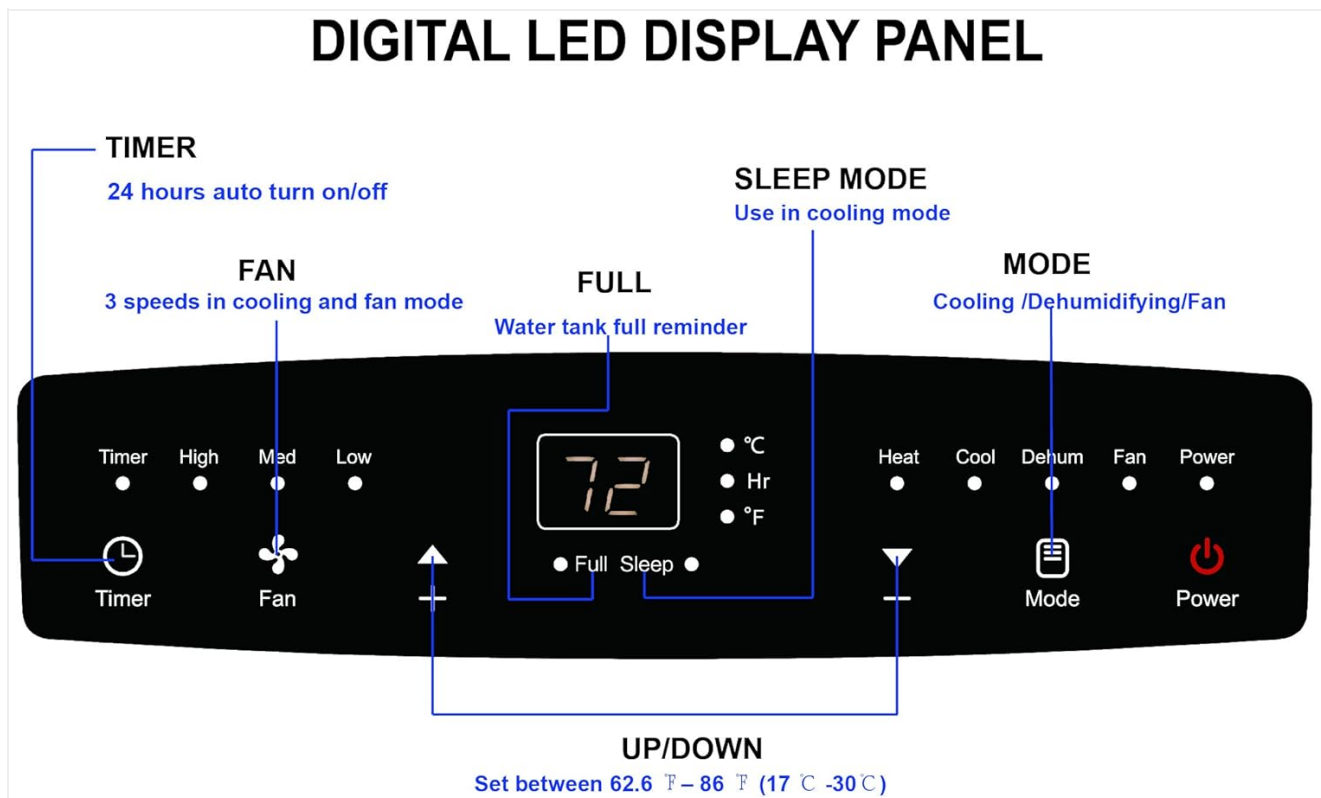 DIGITAL LED DISPLAY PANEL
TIMER
24 hours auto turn on/off
SLEEP MODE
Use in cooling mode
FAN
3 speeds in cooling and fan mode
FULL
Water tank full reminder
MODE
Cooling /Dehumidifying/Fan
Timer High Med Low
72
°C
Hr
°F
Heat Cool Dehum Fan Power
Full Sleep
Timer Fan + − Mode Power
UP/DOWN
Set between 62.6 ℉ – 86 ℉ (17 ℃ -30℃)